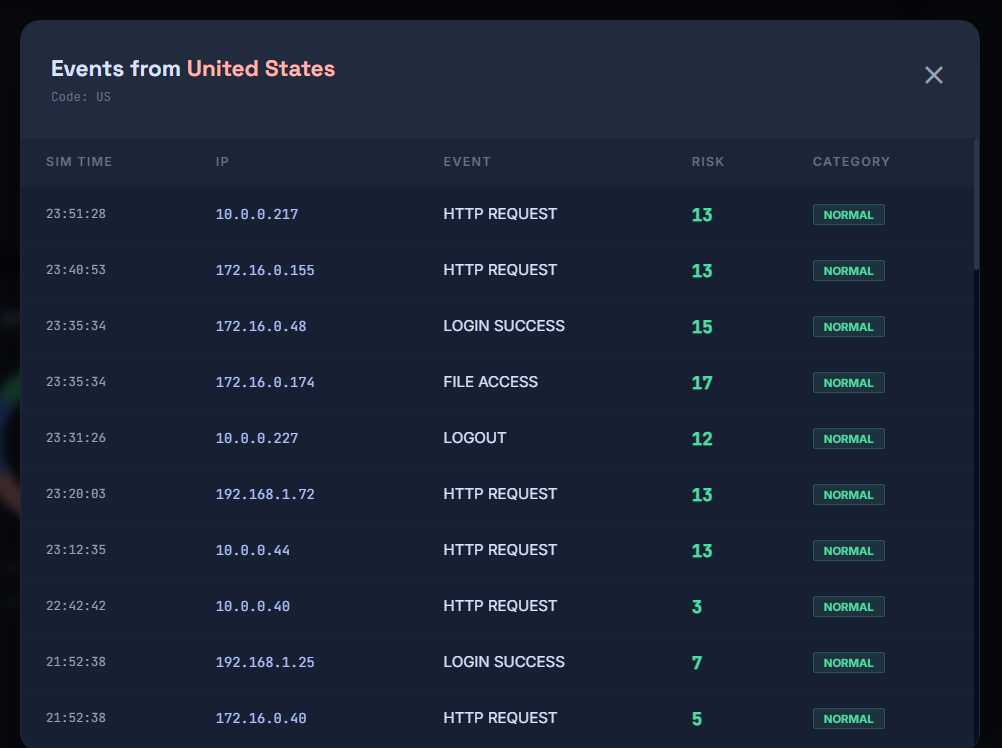 Events from United States
Code: US
SIM TIME IP EVENT RISK CATEGORY
23:51:28 10.0.0.217 HTTP REQUEST 13 NORMAL
23:40:53 172.16.0.155 HTTP REQUEST 13 NORMAL
23:35:34 172.16.0.48 LOGIN SUCCESS 15 NORMAL
23:35:34 172.16.0.174 FILE ACCESS 17 NORMAL
23:31:26 10.0.0.227 LOGOUT 12 NORMAL
23:20:03 192.168.1.72 HTTP REQUEST 13 NORMAL
23:12:35 10.0.0.44 HTTP REQUEST 13 NORMAL
22:42:42 10.0.0.40 HTTP REQUEST 3 NORMAL
21:52:38 192.168.1.25 LOGIN SUCCESS 7 NORMAL
21:52:38 172.16.0.40 HTTP REQUEST 5 NORMAL